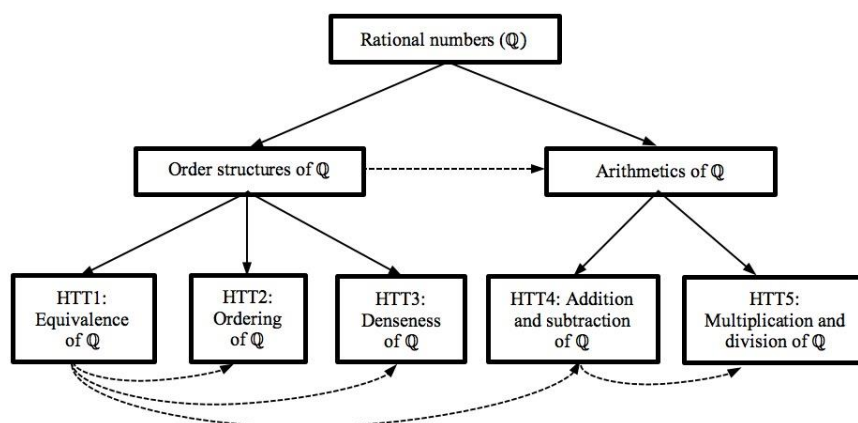 Rational numbers (ℚ)
Order structures of ℚ
Arithmetics of ℚ
HTT1:
Equivalence
of ℚ
HTT2:
Ordering
of ℚ
HTT3:
Denseness
of ℚ
HTT4: Addition
and subtraction
of ℚ
HTT5:
Multiplication and
division of ℚ